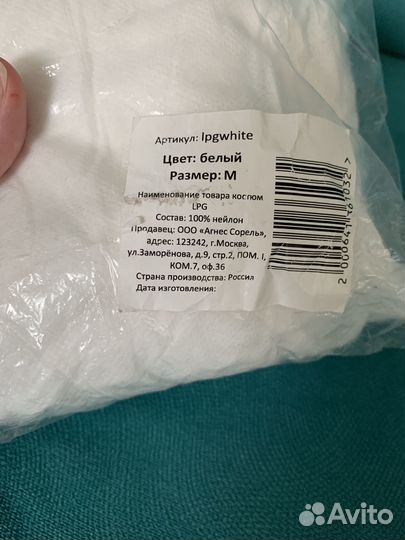 Артикул: lpgwhite
Цвет: белый
Размер: M
Наименование товара костюм
LPG
Состав: 100% нейлон
Продавец: ООО «Агнес Сорель»,
адрес: 123242, г.Москва,
ул.Заморёнова, д.9, стр.2, ПОМ. I,
КОМ.7, оф.36
Страна производства: Россия
Дата изготовления:
Avito